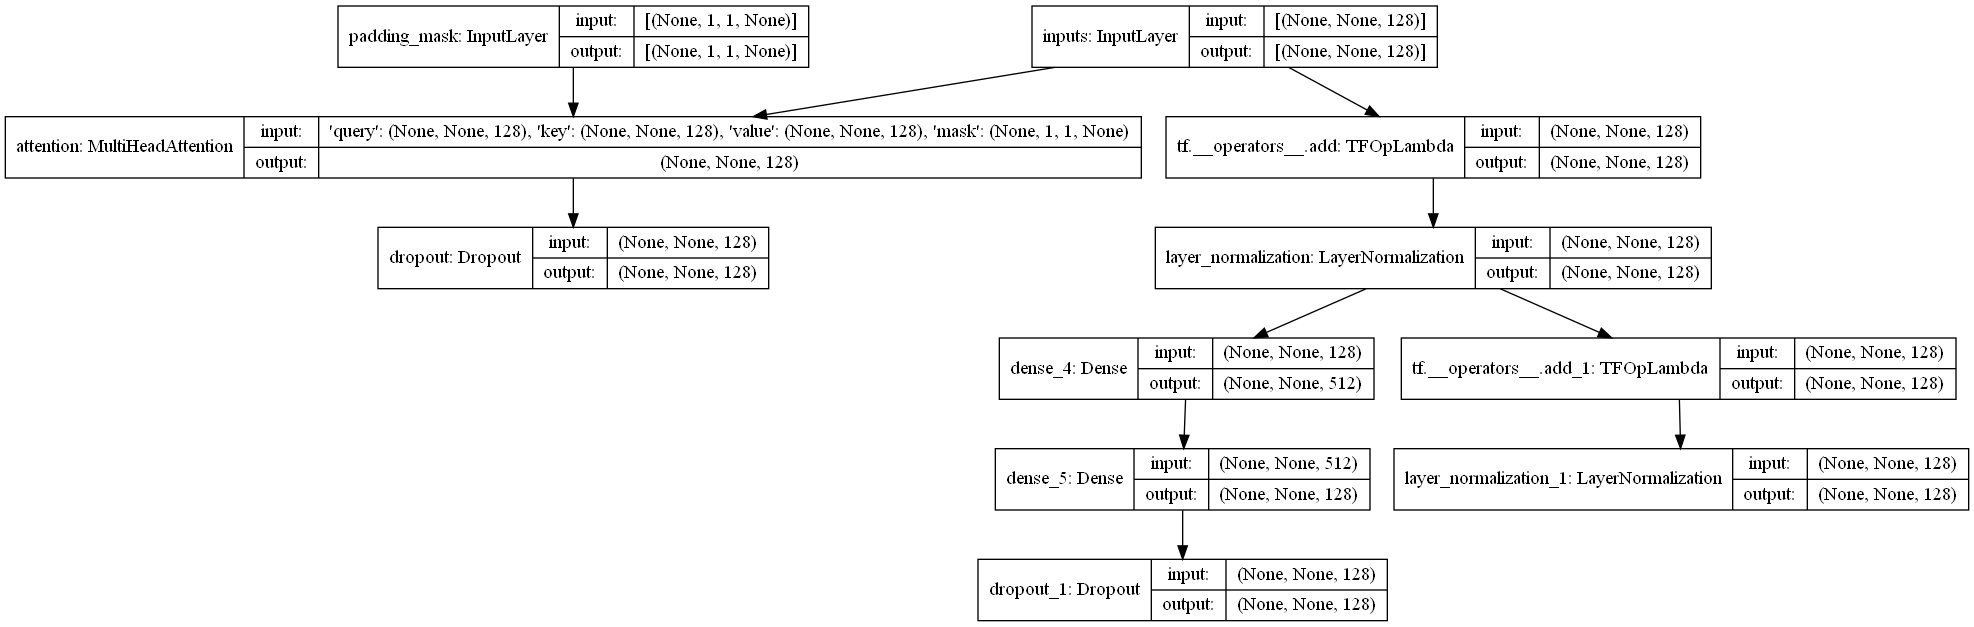 padding_mask: InputLayer
input: [(None, 1, 1, None)]
output: [(None, 1, 1, None)]
inputs: InputLayer
input: [(None, None, 128)]
output: [(None, None, 128)]
attention: MultiHeadAttention
input: 'query': (None, None, 128), 'key': (None, None, 128), 'value': (None, None, 128), 'mask': (None, 1, 1, None)
output: (None, None, 128)
tf.__operators__.add: TFOpLambda
input: (None, None, 128)
output: (None, None, 128)
dropout: Dropout
input: (None, None, 128)
output: (None, None, 128)
layer_normalization: LayerNormalization
input: (None, None, 128)
output: (None, None, 128)
dense_4: Dense
input: (None, None, 128)
output: (None, None, 512)
tf.__operators__.add_1: TFOpLambda
input: (None, None, 128)
output: (None, None, 128)
dense_5: Dense
input: (None, None, 512)
output: (None, None, 128)
layer_normalization_1: LayerNormalization
input: (None, None, 128)
output: (None, None, 128)
dropout_1: Dropout
input: (None, None, 128)
output: (None, None, 128)